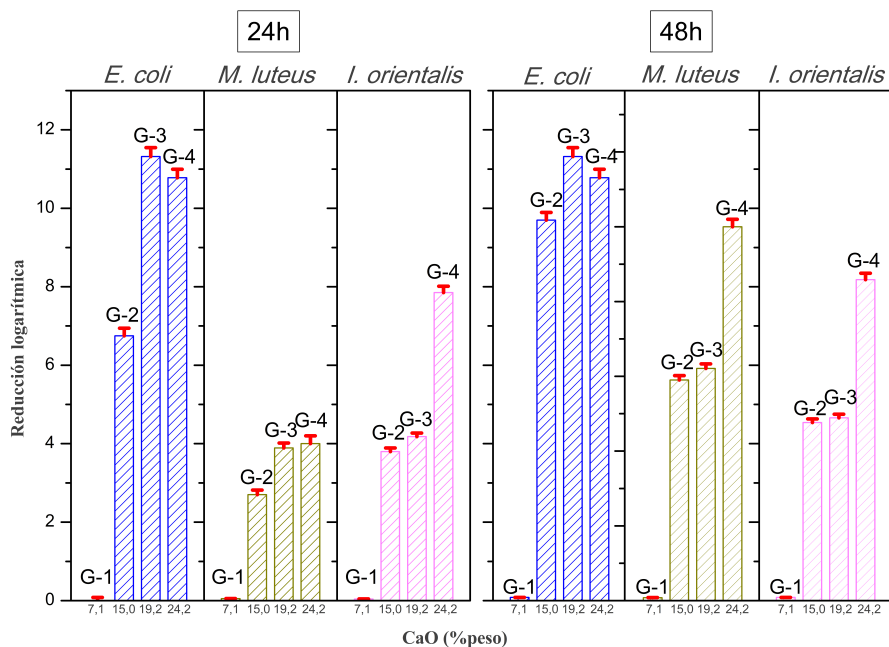 24h 48h
E. coli M. luteus I. orientalis E. coli M. luteus I. orientalis
12
10
8
6
4
2
0
Reducción logarítmica
G-1 G-2 G-3 G-4
G-1 G-2 G-3 G-4
G-1 G-2 G-3 G-4
G-1 G-2 G-3 G-4
G-1 G-2 G-3 G-4
G-1 G-2 G-3 G-4
7,1 15,0 19,2 24,2 7,1 15,0 19,2 24,2 7,1 15,0 19,2 24,2 7,1 15,0 19,2 24,2 7,1 15,0 19,2 24,2 7,1 15,0 19,2 24,2
CaO (%peso)